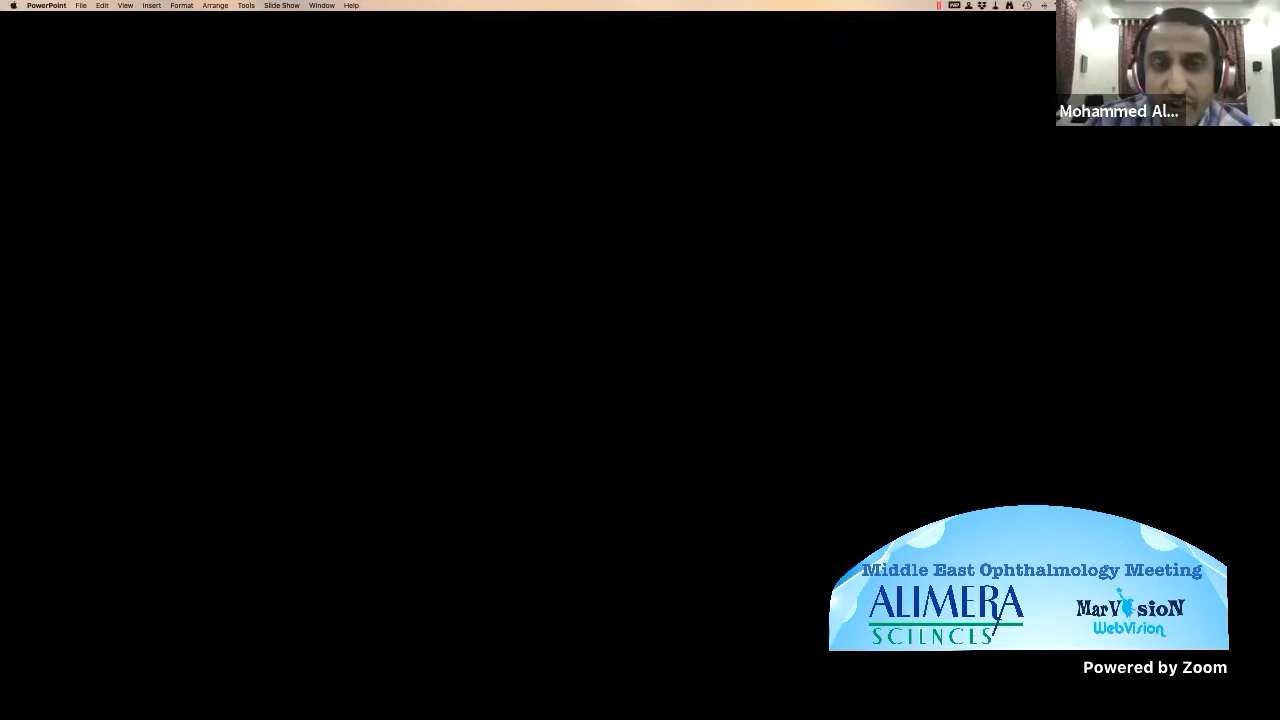 PowerPoint File Edit View Insert Format Arrange Tools Slide Show Window Help
Mohammed Al...
Middle East Ophthalmology Meeting
ALIMERA
SCIENCES
MarVisioN
WebVision
Powered by Zoom